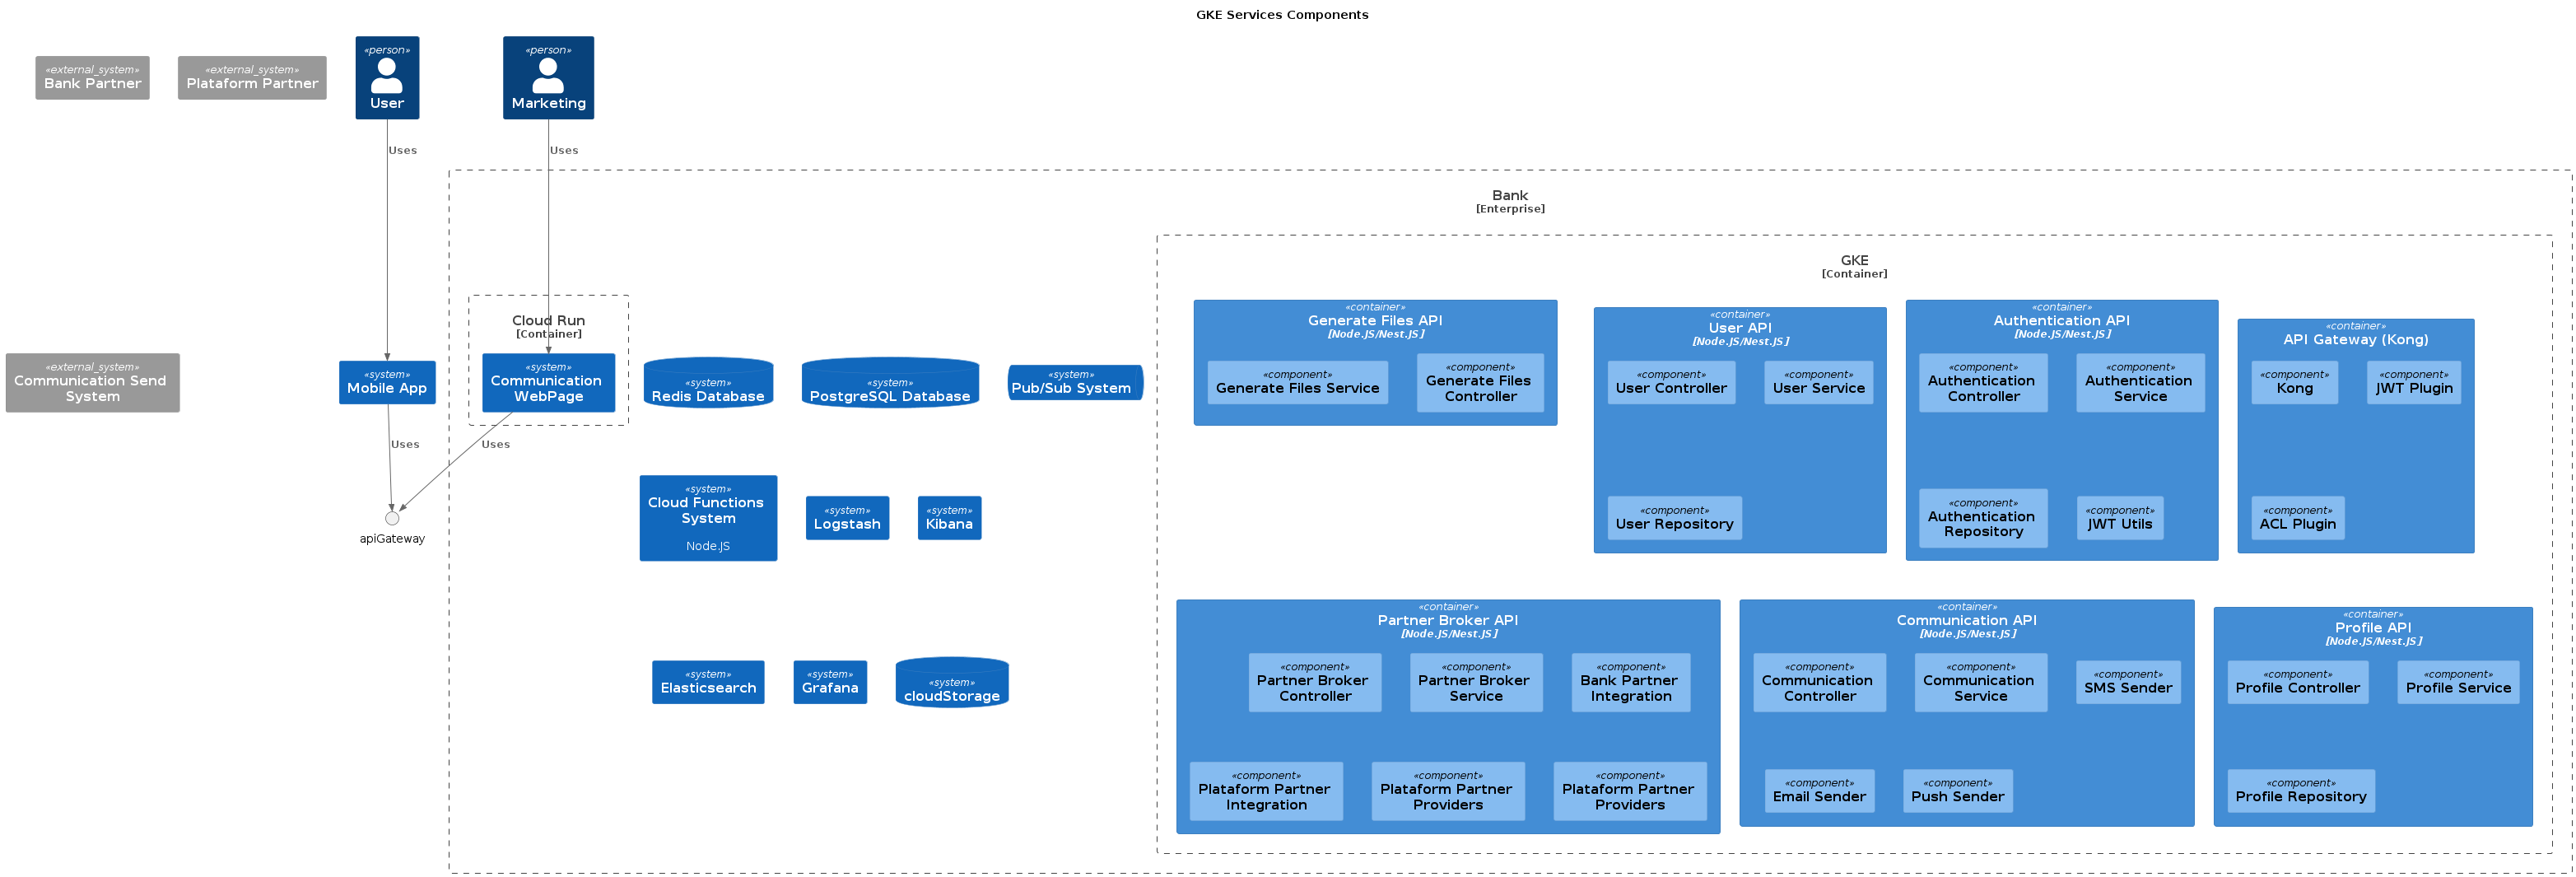 GKE Services Components
«external_system»
Bank Partner
«external_system»
Plataform Partner
«person»
User
«person»
Marketing
Uses
Uses
Bank
[Enterprise]
GKE
[Container]
Cloud Run
[Container]
«external_system»
Communication Send
System
«system»
Mobile App
«system»
Communication
WebPage
«system»
Redis Database
«system»
PostgreSQL Database
«system»
Pub/Sub System
Uses
Uses
apiGateway
«system»
Cloud Functions
System
Node.JS
«system»
Logstash
«system»
Kibana
«system»
Elasticsearch
«system»
Grafana
«system»
cloudStorage
«container»
Generate Files API
[Node.JS/Nest.JS]
«component»
Generate Files Service
«component»
Generate Files
Controller
«container»
User API
[Node.JS/Nest.JS]
«component»
User Controller
«component»
User Service
«component»
User Repository
«container»
Authentication API
[Node.JS/Nest.JS]
«component»
Authentication
Controller
«component»
Authentication
Service
«component»
Authentication
Repository
«component»
JWT Utils
«container»
API Gateway (Kong)
«component»
Kong
«component»
JWT Plugin
«component»
ACL Plugin
«container»
Partner Broker API
[Node.JS/Nest.JS]
«component»
Partner Broker
Controller
«component»
Partner Broker
Service
«component»
Bank Partner
Integration
«component»
Plataform Partner
Integration
«component»
Plataform Partner
Providers
«component»
Plataform Partner
Providers
«container»
Communication API
[Node.JS/Nest.JS]
«component»
Communication
Controller
«component»
Communication
Service
«component»
SMS Sender
«component»
Email Sender
«component»
Push Sender
«container»
Profile API
[Node.JS/Nest.JS]
«component»
Profile Controller
«component»
Profile Service
«component»
Profile Repository